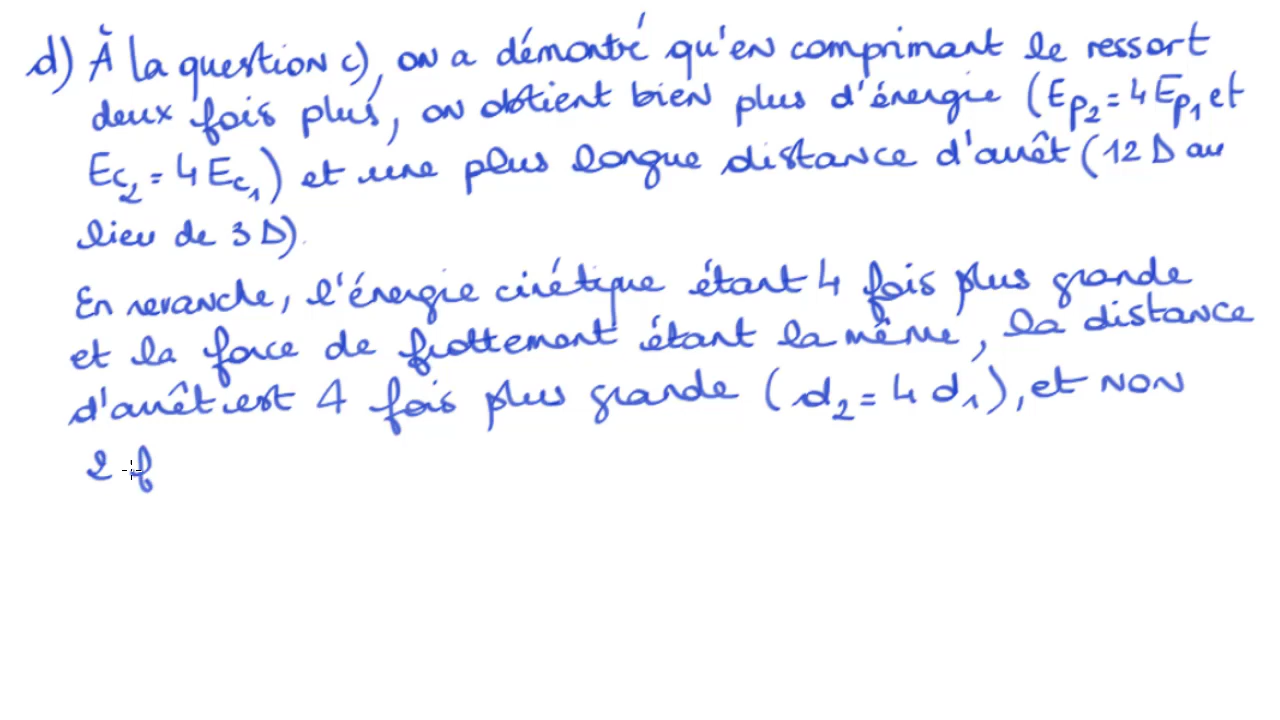 d) À la question c), on a démontré qu'en comprimant le ressort
deux fois plus, on obtient bien plus d'énergie (Ep₂ = 4 Ep₁ et
Ec₂ = 4 Ec₁) et une plus longue distance d'arrêt (12 D au
lieu de 3 D).
En revanche, l'énergie cinétique étant 4 fois plus grande
et la force de frottement étant la même, la distance
d'arrêt est 4 fois plus grande (d₂ = 4 d₁), et NON
2 f